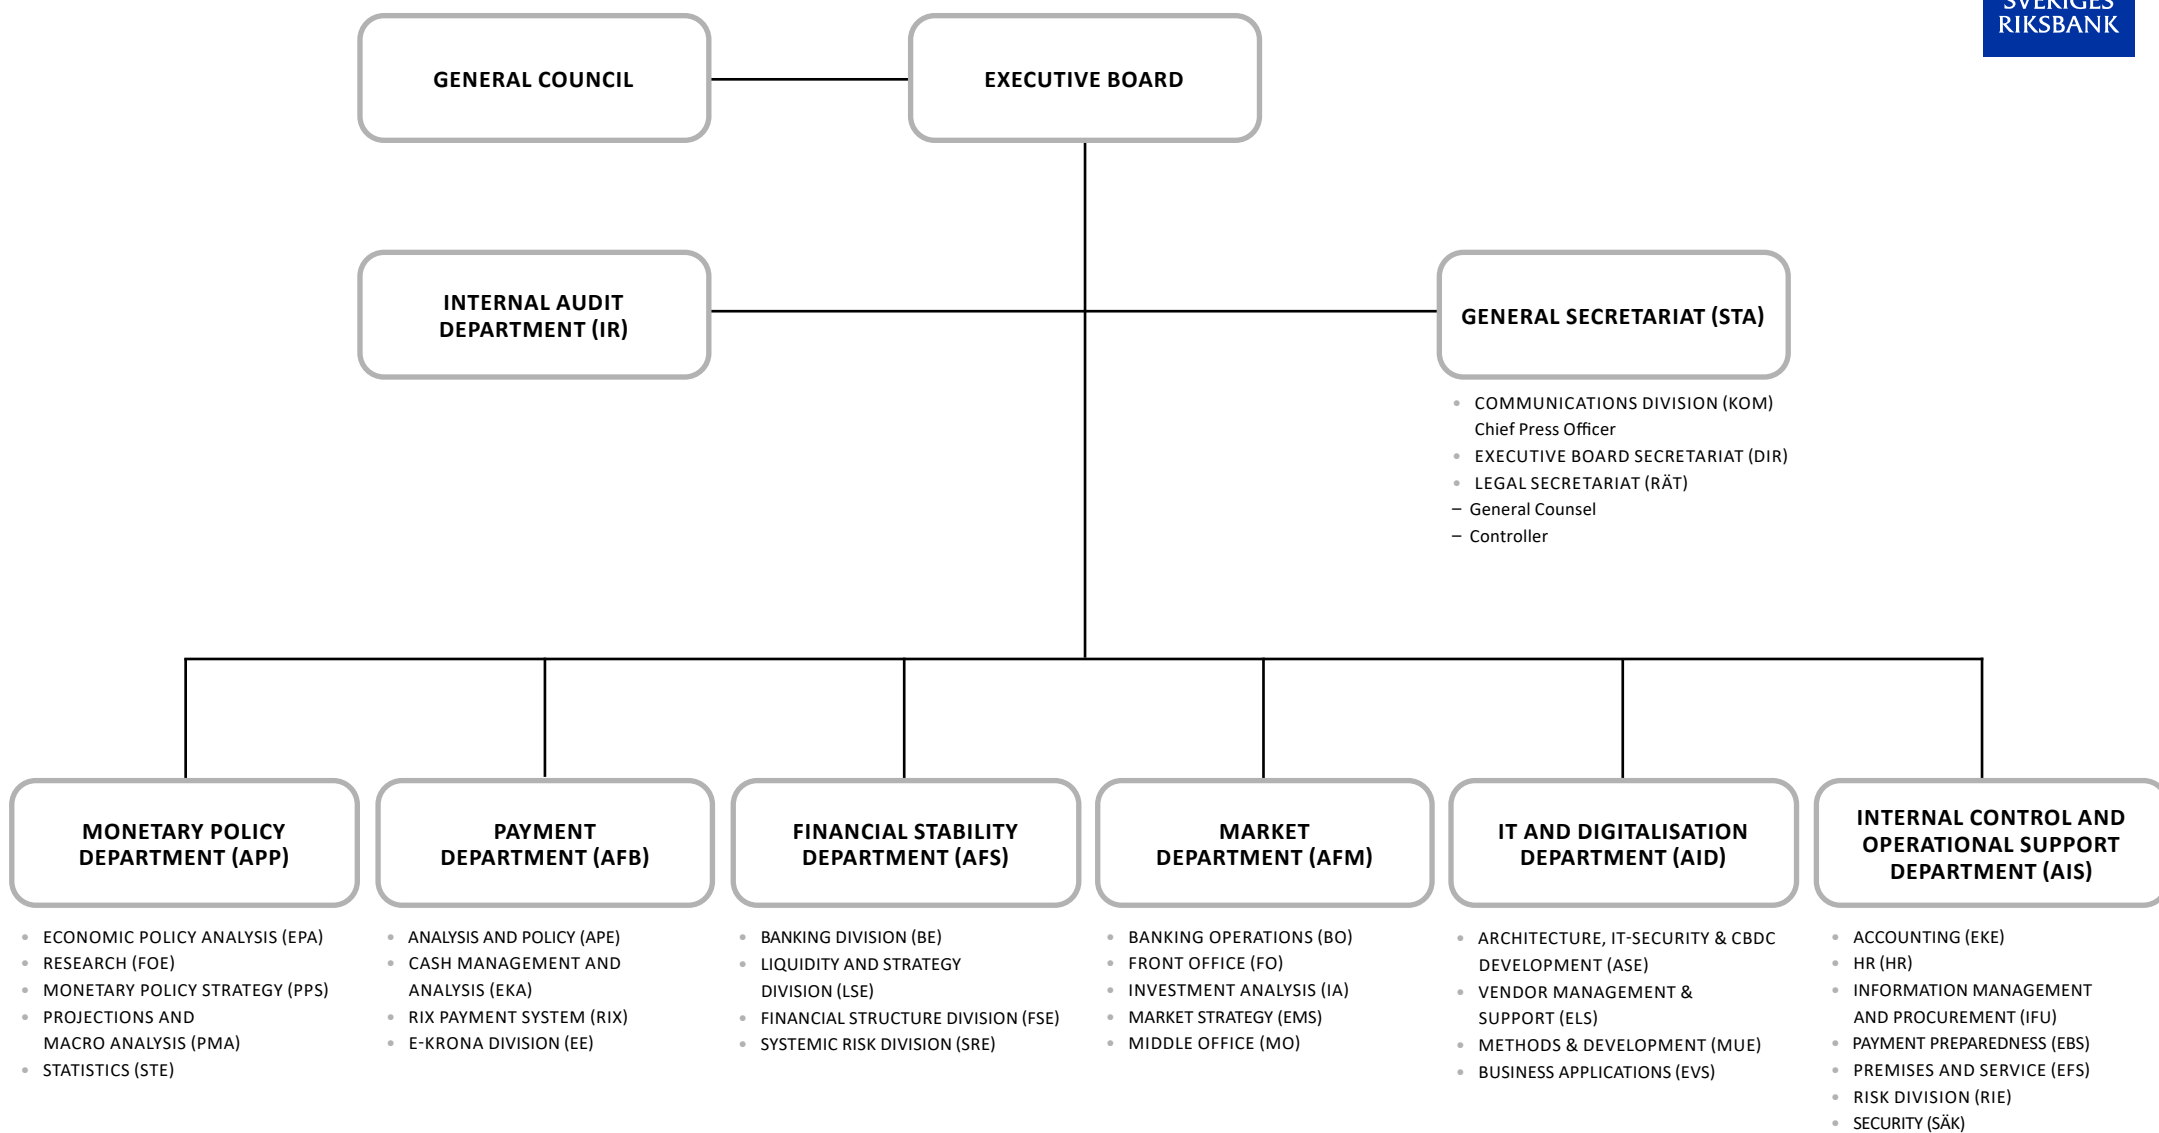 SVERIGES
RIKSBANK
GENERAL COUNCIL
EXECUTIVE BOARD
INTERNAL AUDIT
DEPARTMENT (IR)
GENERAL SECRETARIAT (STA)
• COMMUNICATIONS DIVISION (KOM)
Chief Press Officer
• EXECUTIVE BOARD SECRETARIAT (DIR)
• LEGAL SECRETARIAT (RÄT)
– General Counsel
– Controller
MONETARY POLICY
DEPARTMENT (APP)
• ECONOMIC POLICY ANALYSIS (EPA)
• RESEARCH (FOE)
• MONETARY POLICY STRATEGY (PPS)
• PROJECTIONS AND
MACRO ANALYSIS (PMA)
• STATISTICS (STE)
PAYMENT
DEPARTMENT (AFB)
• ANALYSIS AND POLICY (APE)
• CASH MANAGEMENT AND
ANALYSIS (EKA)
• RIX PAYMENT SYSTEM (RIX)
• E-KRONA DIVISION (EE)
FINANCIAL STABILITY
DEPARTMENT (AFS)
• BANKING DIVISION (BE)
• LIQUIDITY AND STRATEGY
DIVISION (LSE)
• FINANCIAL STRUCTURE DIVISION (FSE)
• SYSTEMIC RISK DIVISION (SRE)
MARKET
DEPARTMENT (AFM)
• BANKING OPERATIONS (BO)
• FRONT OFFICE (FO)
• INVESTMENT ANALYSIS (IA)
• MARKET STRATEGY (EMS)
• MIDDLE OFFICE (MO)
IT AND DIGITALISATION
DEPARTMENT (AID)
• ARCHITECTURE, IT-SECURITY & CBDC
DEVELOPMENT (ASE)
• VENDOR MANAGEMENT &
SUPPORT (ELS)
• METHODS & DEVELOPMENT (MUE)
• BUSINESS APPLICATIONS (EVS)
INTERNAL CONTROL AND
OPERATIONAL SUPPORT
DEPARTMENT (AIS)
• ACCOUNTING (EKE)
• HR (HR)
• INFORMATION MANAGEMENT
AND PROCUREMENT (IFU)
• PAYMENT PREPAREDNESS (EBS)
• PREMISES AND SERVICE (EFS)
• RISK DIVISION (RIE)
• SECURITY (SÄK)